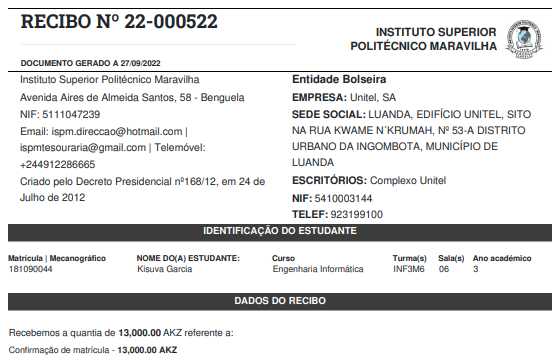 RECIBO Nº 22-000522
INSTITUTO SUPERIOR
POLITÉCNICO MARAVILHA
DOCUMENTO GERADO A 27/09/2022
Instituto Superior Politécnico Maravilha
Avenida Aires de Almeida Santos, 58 - Benguela
NIF: 5111047239
Email: ispm.direccao@hotmail.com |
ispmtesouraria@gmail.com | Telemóvel:
+244912286665
Criado pelo Decreto Presidencial nº168/12, em 24 de
Julho de 2012
Entidade Bolseira
EMPRESA: Unitel, SA
SEDE SOCIAL: LUANDA, EDIFÍCIO UNITEL, SITO
NA RUA KWAME N´KRUMAH, Nº 53-A DISTRITO
URBANO DA INGOMBOTA, MUNICÍPIO DE
LUANDA
ESCRITÓRIOS: Complexo Unitel
NIF: 5410003144
TELEF: 923199100
IDENTIFICAÇÃO DO ESTUDANTE
Matrícula | Mecanográfico NOME DO(A) ESTUDANTE: Curso Turma(s) Sala(s) Ano académico
181090044 Kisuva Garcia Engenharia Informática INF3M6 06 3
DADOS DO RECIBO
Recebemos a quantia de 13,000.00 AKZ referente a:
Confirmação de matrícula - 13,000.00 AKZ